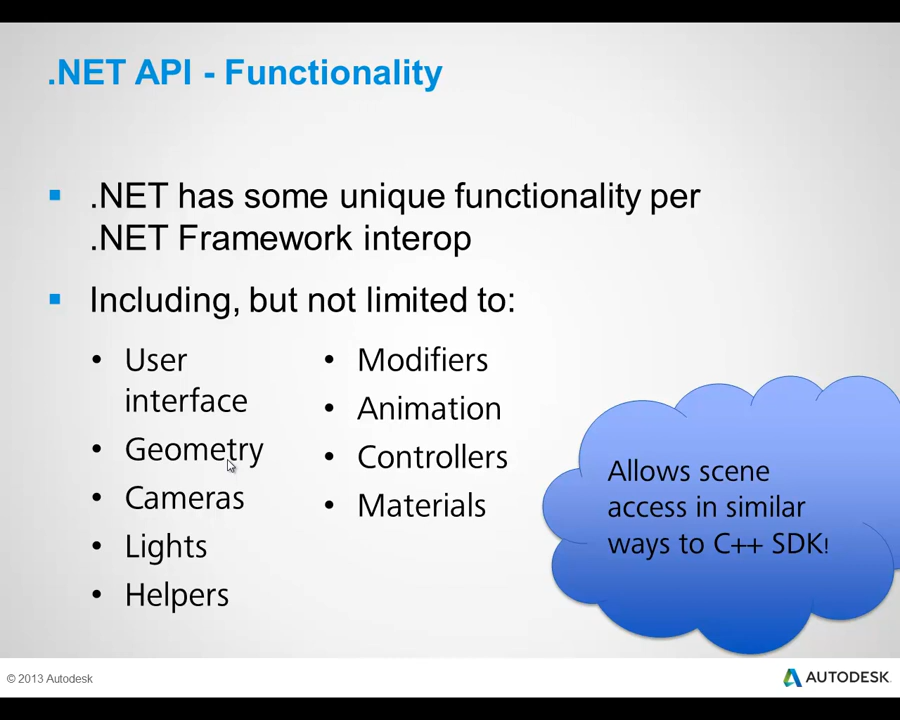 .NET API - Functionality
.NET has some unique functionality per
.NET Framework interop
Including, but not limited to:
• User
interface
• Geometry
• Cameras
• Lights
• Helpers
• Modifiers
• Animation
• Controllers
• Materials
Allows scene
access in similar
ways to C++ SDK!
© 2013 Autodesk
AUTODESK.